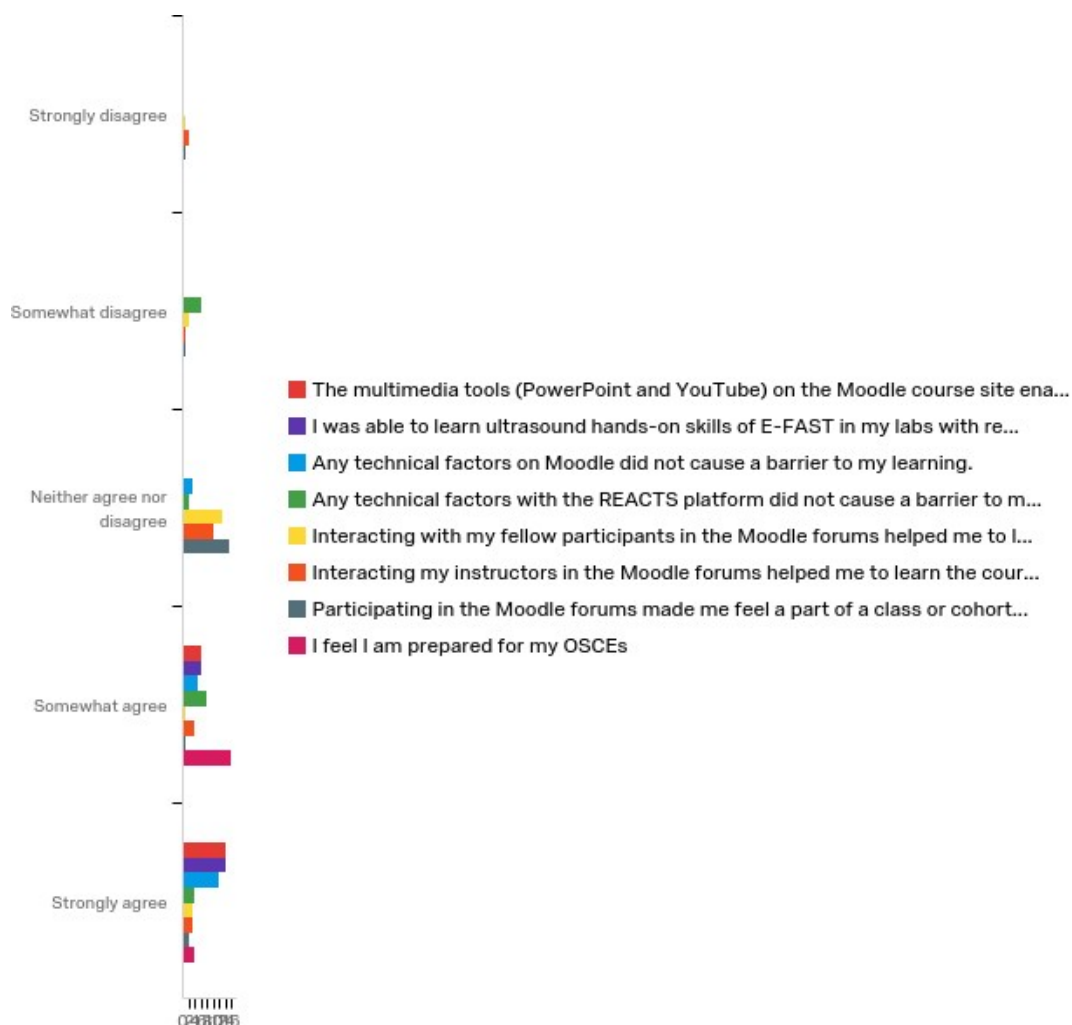 Strongly disagree
Somewhat disagree
Neither agree nor
disagree
Somewhat agree
Strongly agree
The multimedia tools (PowerPoint and YouTube) on the Moodle course site ena...
I was able to learn ultrasound hands-on skills of E-FAST in my labs with re...
Any technical factors on Moodle did not cause a barrier to my learning.
Any technical factors with the REACTS platform did not cause a barrier to m...
Interacting with my fellow participants in the Moodle forums helped me to l...
Interacting my instructors in the Moodle forums helped me to learn the cour...
Participating in the Moodle forums made me feel a part of a class or cohort...
I feel I am prepared for my OSCEs